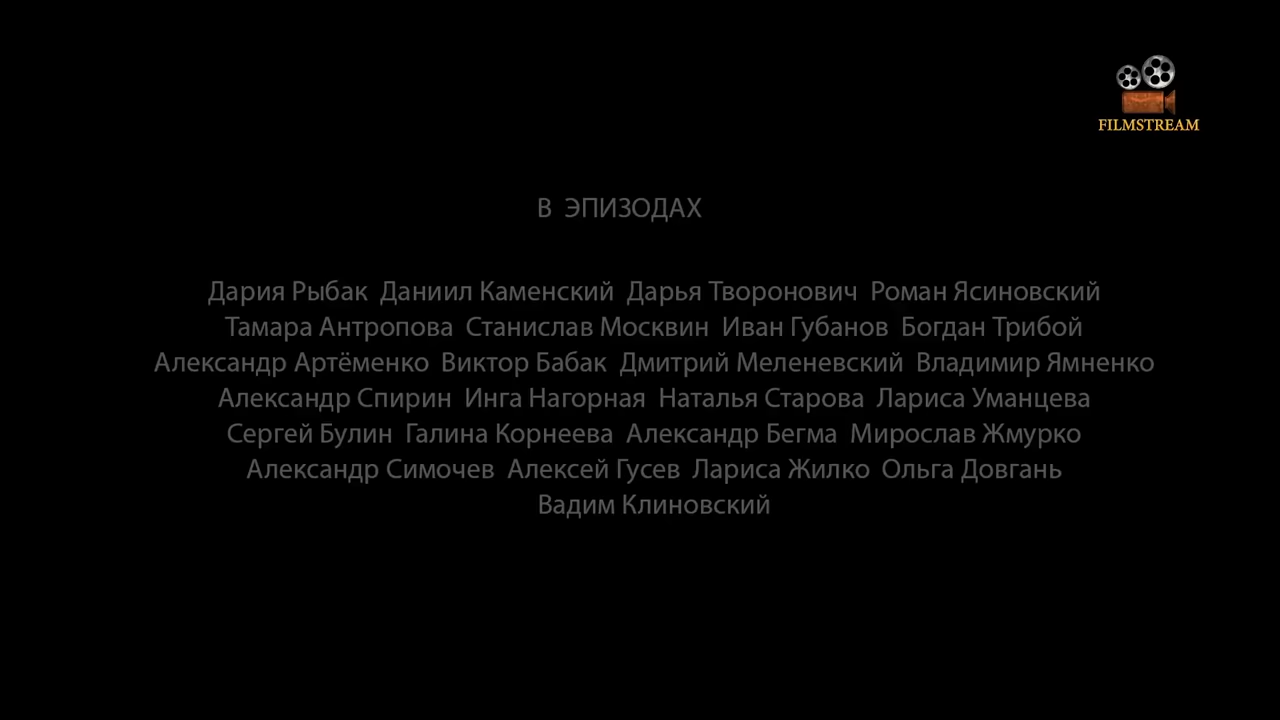 FILMSTREAM
В ЭПИЗОДАХ
Дария Рыбак Даниил Каменский Дарья Творонович Роман Ясиновский
Тамара Антропова Станислав Москвин Иван Губанов Богдан Трибой
Александр Артёменко Виктор Бабак Дмитрий Меленевский Владимир Ямненко
Александр Спирин Инга Нагорная Наталья Старова Лариса Уманцева
Сергей Булин Галина Корнеева Александр Бегма Мирослав Жмурко
Александр Симочев Алексей Гусев Лариса Жилко Ольга Довгань
Вадим Клиновский